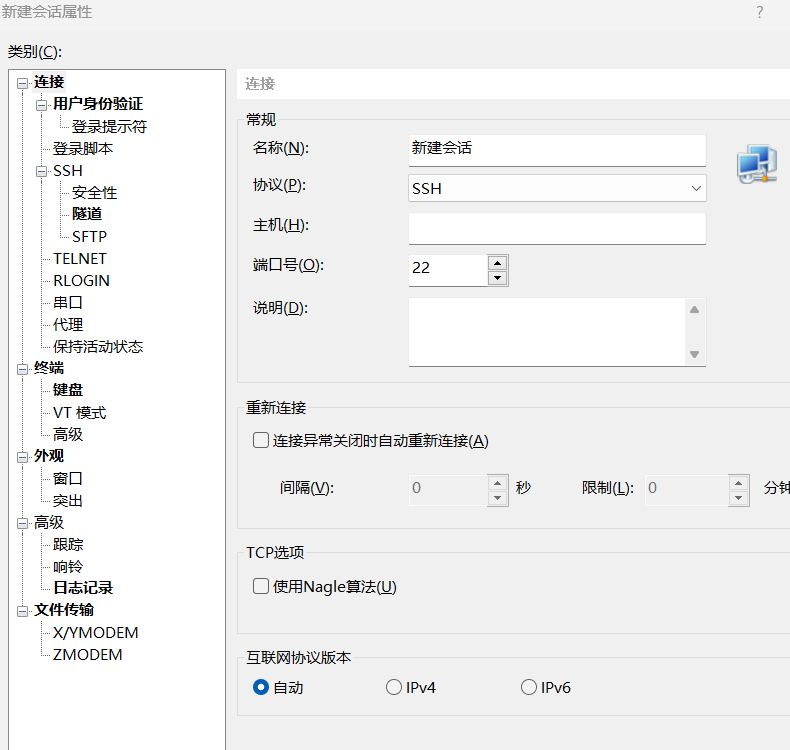 新建会话属性
?
类别(C):
连接
用户身份验证
登录提示符
登录脚本
SSH
安全性
隧道
SFTP
TELNET
RLOGIN
串口
代理
保持活动状态
终端
键盘
VT 模式
高级
外观
窗口
突出
高级
跟踪
响铃
日志记录
文件传输
X/YMODEM
ZMODEM
连接
常规
名称(N): 新建会话
协议(P): SSH
主机(H):
端口号(O): 22
说明(D):
重新连接
连接异常关闭时自动重新连接(A)
间隔(V): 0 秒 限制(L): 0 分钟
TCP选项
使用Nagle算法(U)
互联网协议版本
自动 IPv4 IPv6